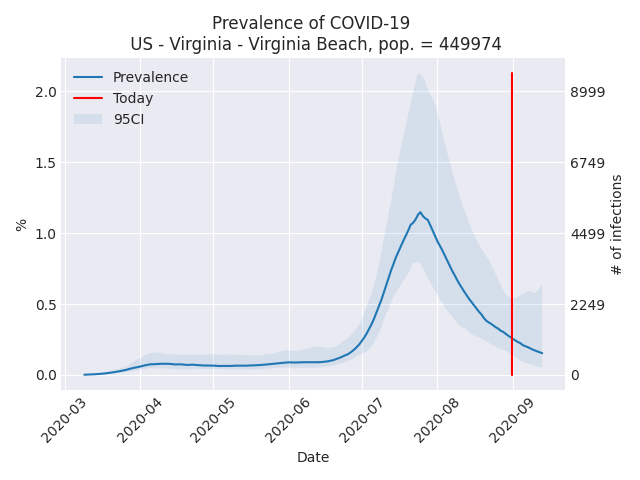 Prevalence of COVID-19
US - Virginia - Virginia Beach, pop. = 449974
Prevalence
Today
95CI
2.0
1.5
1.0
0.5
0.0
%
8999
6749
4499
2249
0
# of infections
2020-03
2020-04
2020-05
2020-06
2020-07
2020-08
2020-09
Date